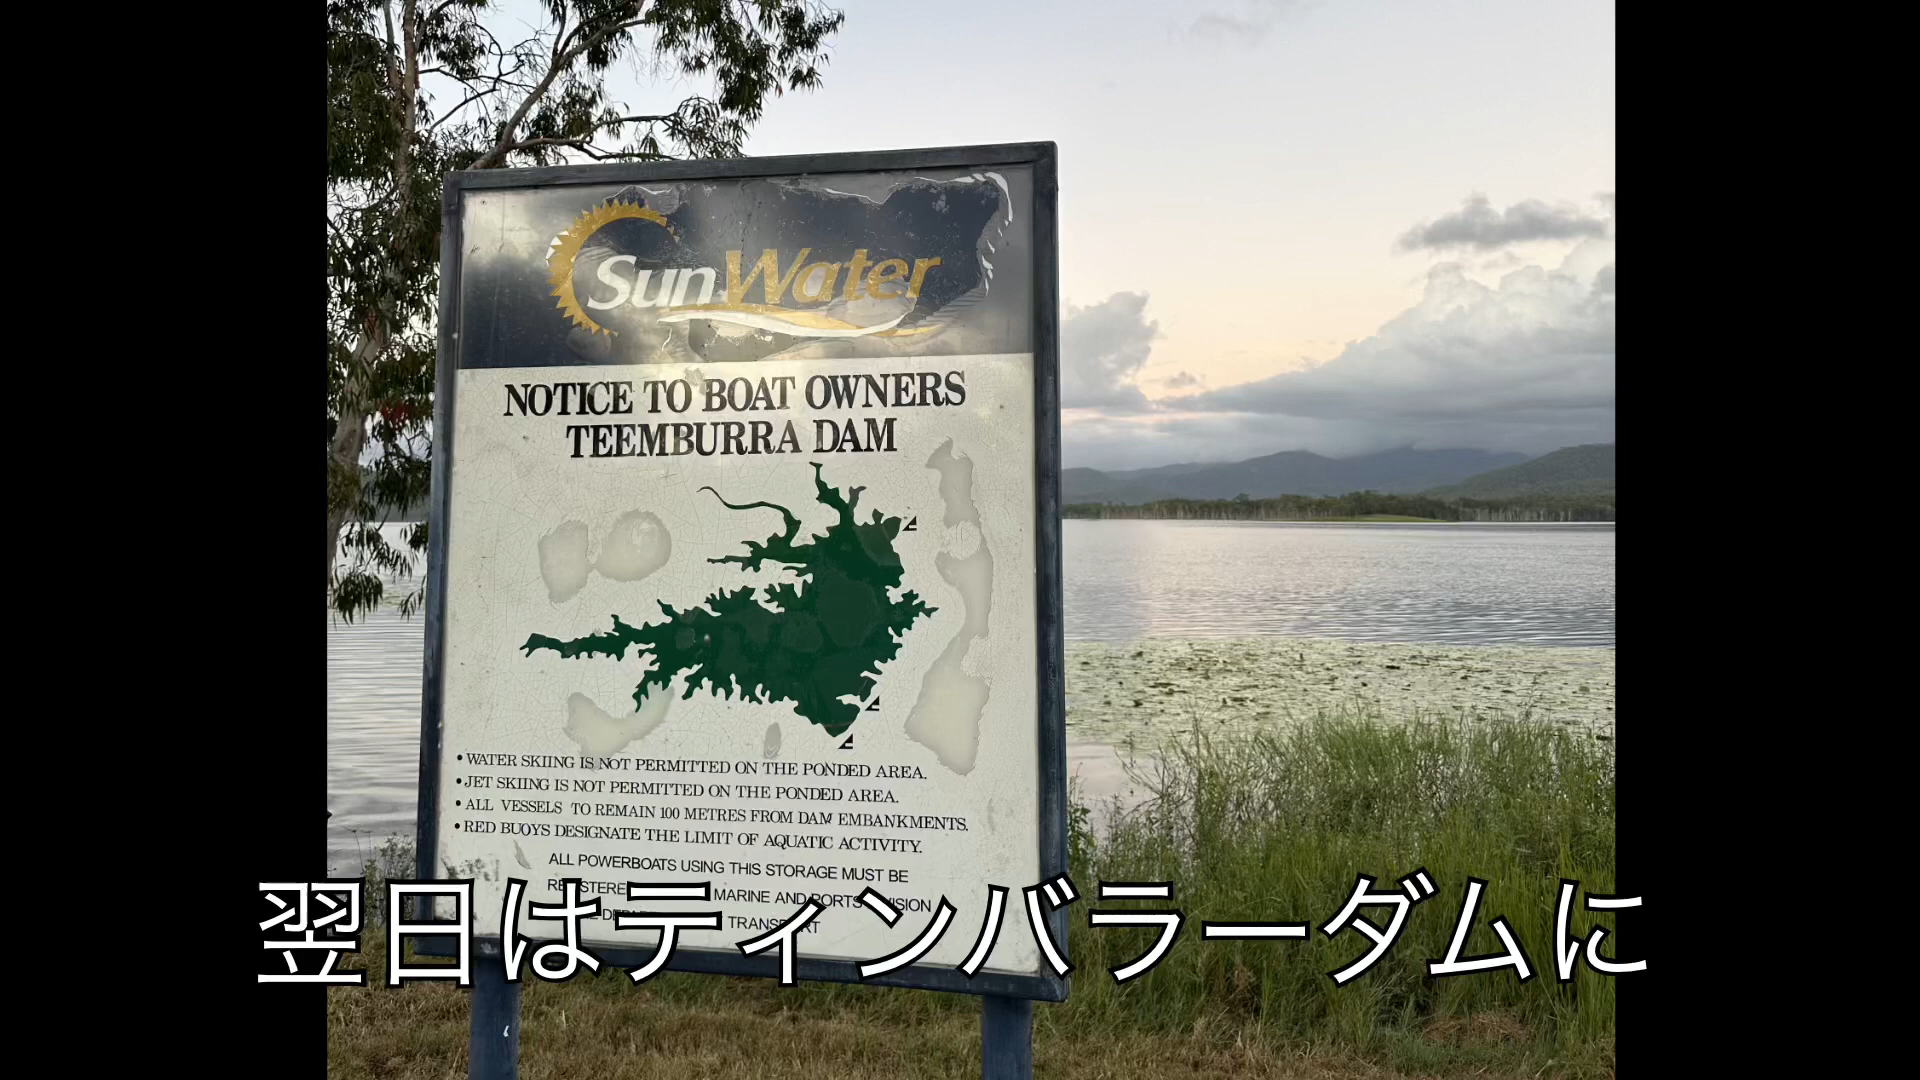 SunWater
NOTICE TO BOAT OWNERS
TEEMBURRA DAM
• WATER SKIING IS NOT PERMITTED ON THE PONDED AREA.
• JET SKIING IS NOT PERMITTED ON THE PONDED AREA.
• ALL VESSELS TO REMAIN 100 METRES FROM DAM EMBANKMENTS.
• RED BUOYS DESIGNATE THE LIMIT OF AQUATIC ACTIVITY.
ALL POWERBOATS USING THIS STORAGE MUST BE
MARINE AND PORTS
翌日はティンバラーダムに